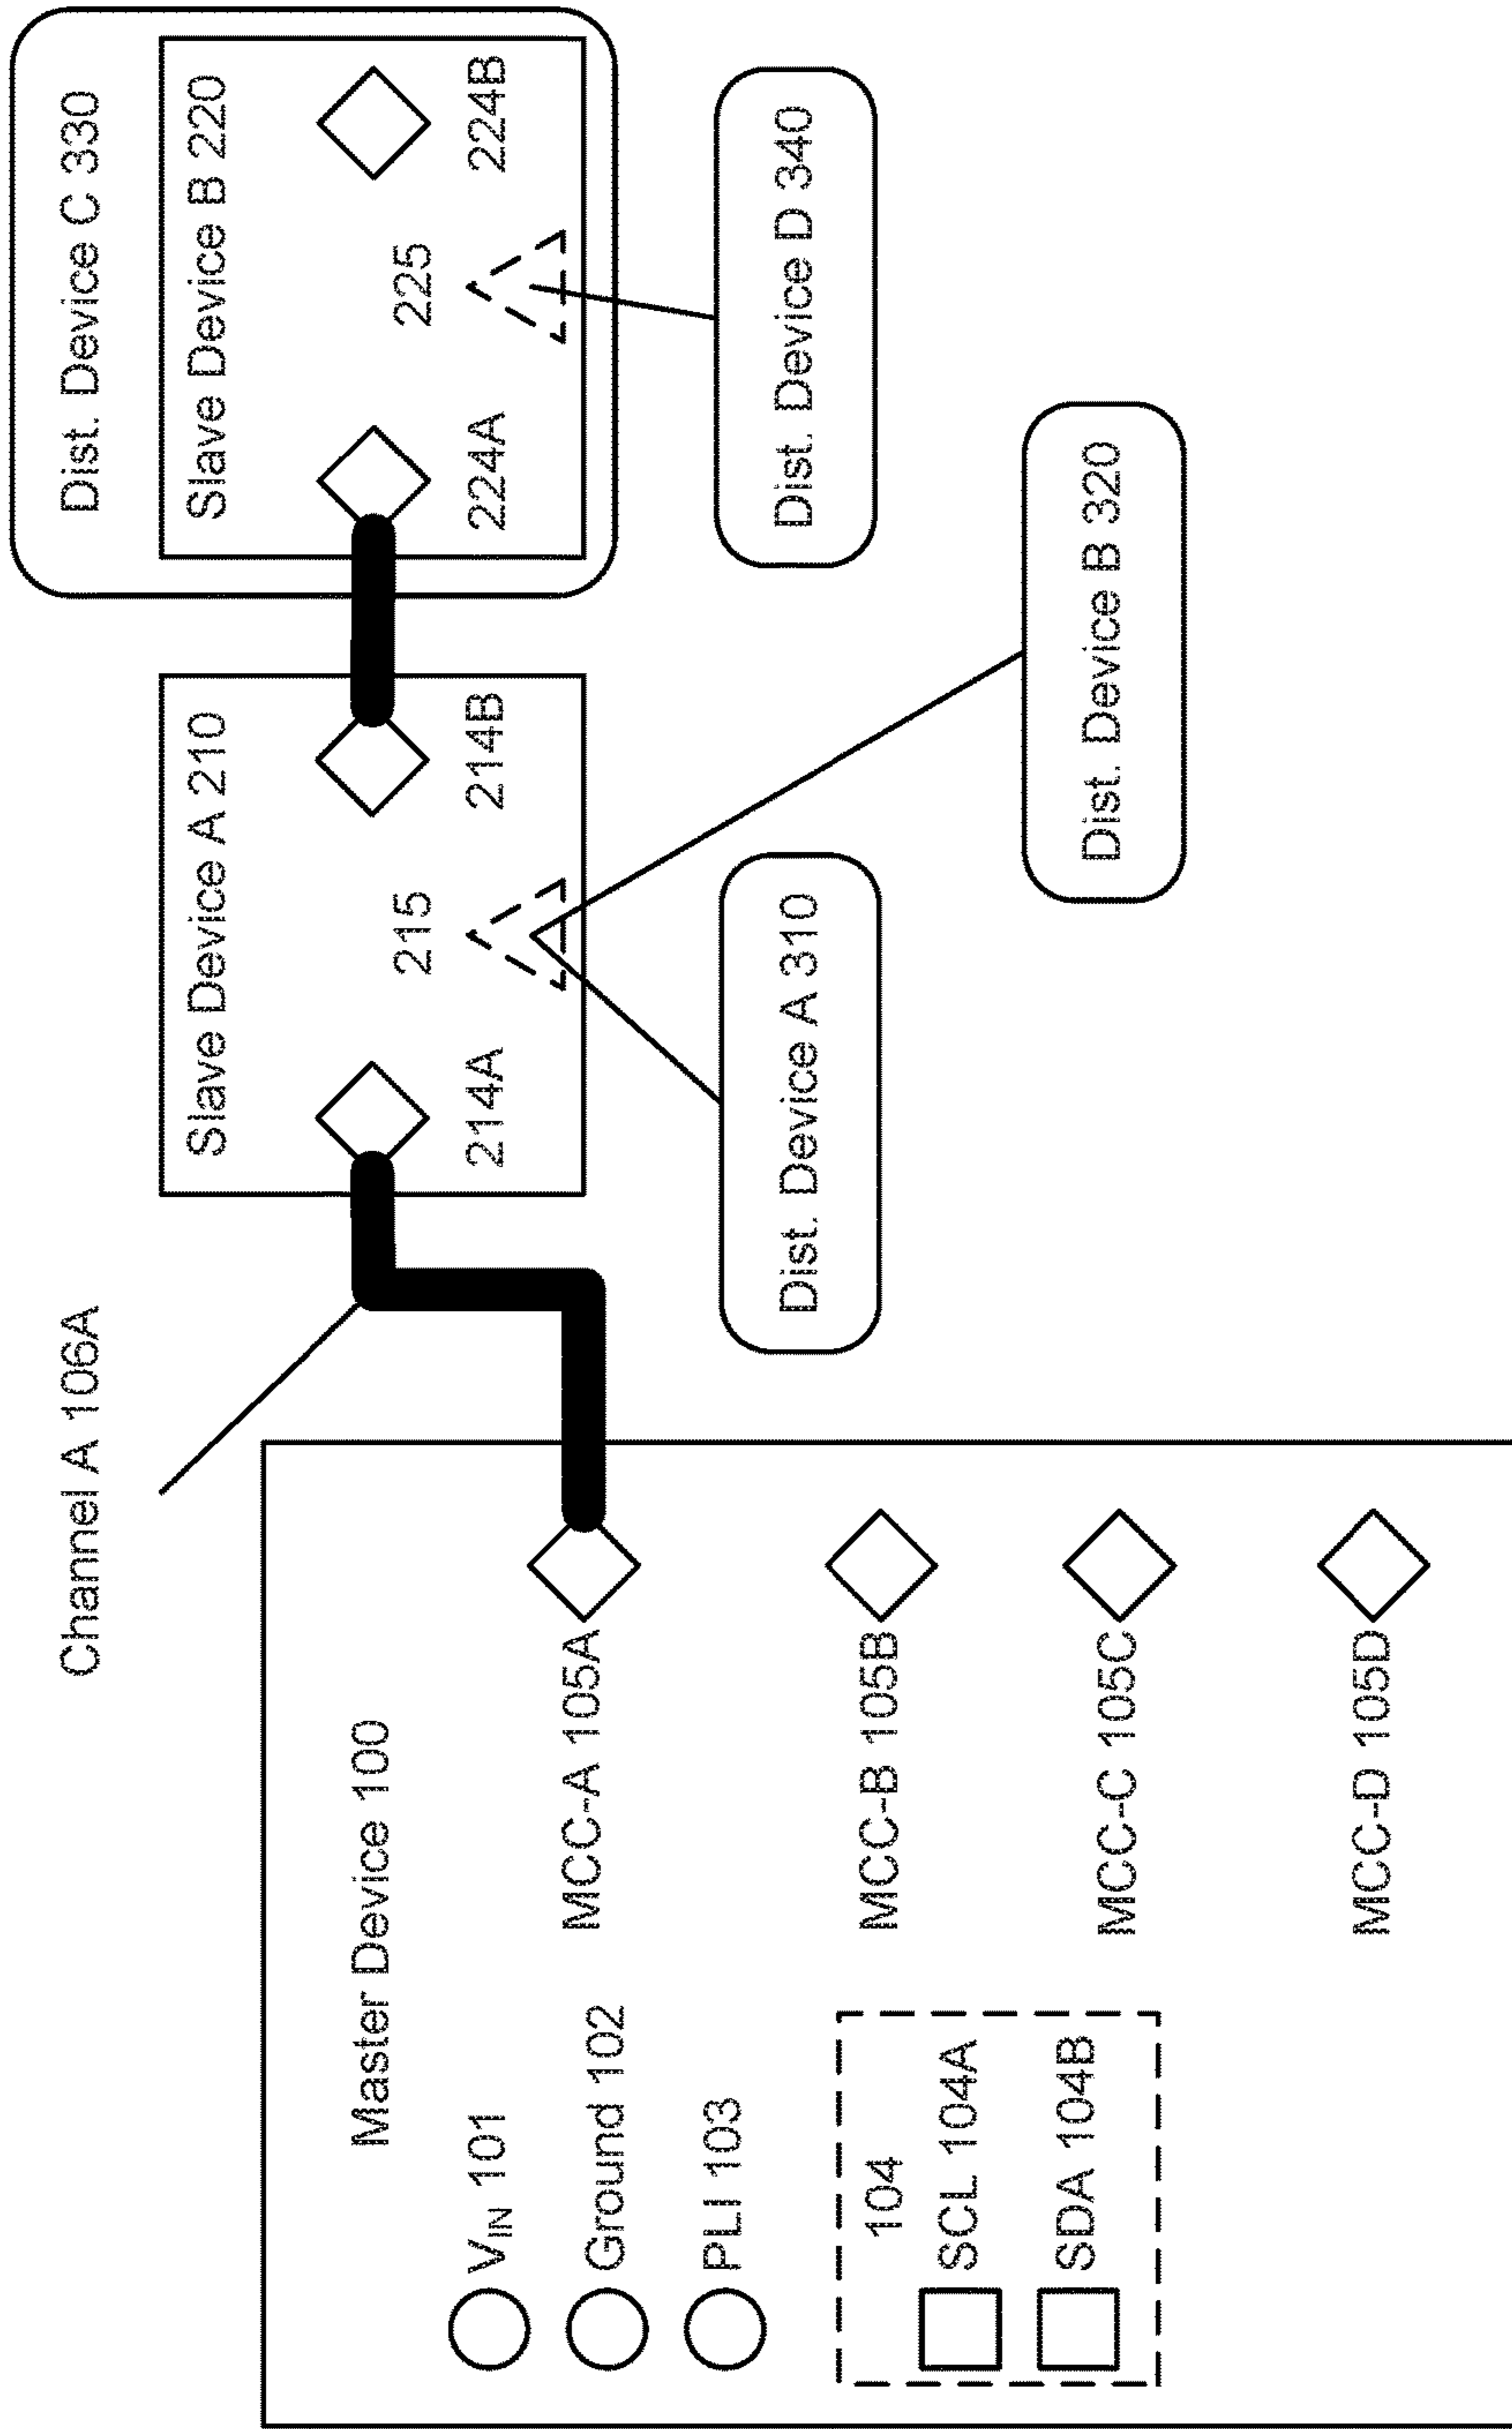 Channel A 106A
Master Device 100
V_IN 101
Ground 102
PLI 103
104
SCL 104A
SDA 104B
MCC-A 105A
MCC-B 105B
MCC-C 105C
MCC-D 105D
Slave Device A 210
215
214A
214B
Dist. Device A 310
Dist. Device B 320
Dist. Device C 330
Slave Device B 220
225
224A
224B
Dist. Device D 340